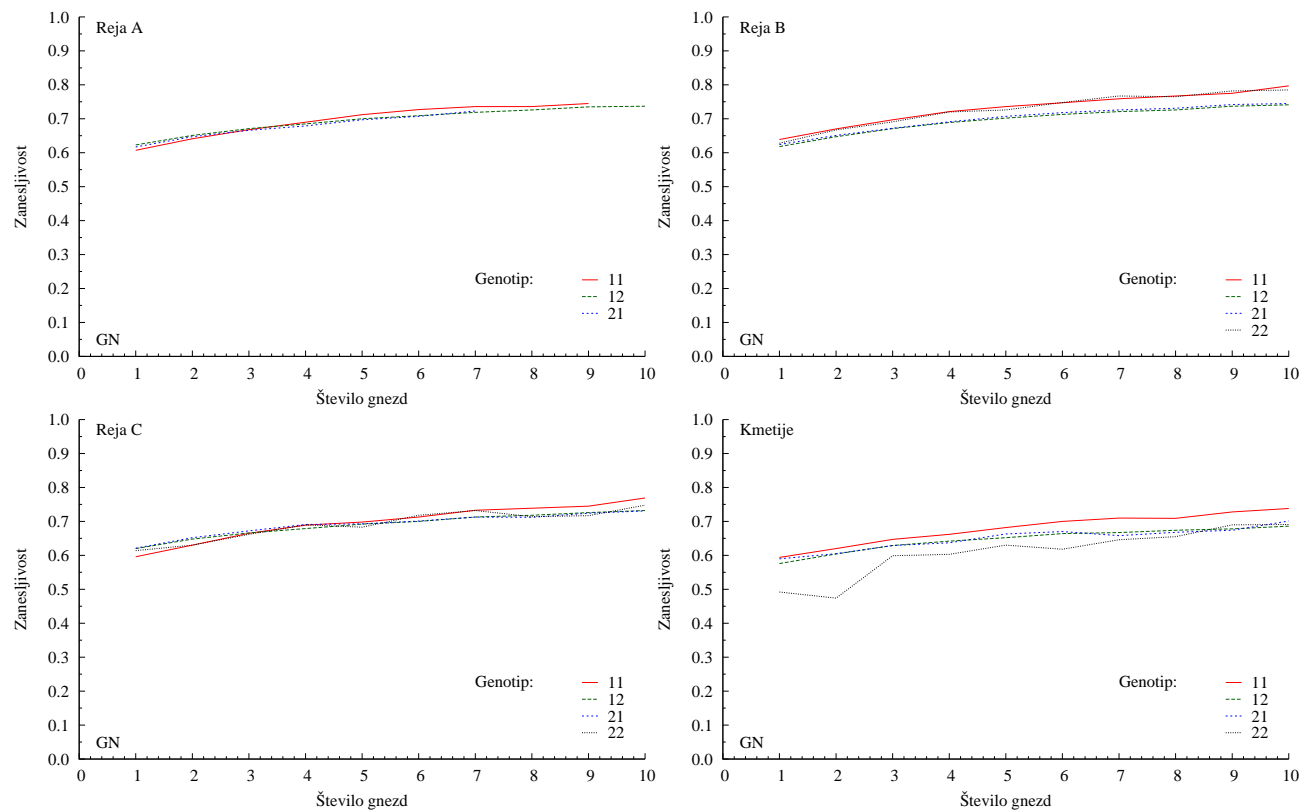 Reja A
Zanesljivost
1.0
0.9
0.8
0.7
0.6
0.5
0.4
0.3
0.2
0.1
0.0
Genotip: 11
12
21
GN
0 1 2 3 4 5 6 7 8 9 10
Število gnezd
Reja B
Zanesljivost
1.0
0.9
0.8
0.7
0.6
0.5
0.4
0.3
0.2
0.1
0.0
Genotip: 11
12
21
22
GN
0 1 2 3 4 5 6 7 8 9 10
Število gnezd
Reja C
Zanesljivost
1.0
0.9
0.8
0.7
0.6
0.5
0.4
0.3
0.2
0.1
0.0
Genotip: 11
12
21
22
GN
0 1 2 3 4 5 6 7 8 9 10
Število gnezd
Kmetije
Zanesljivost
1.0
0.9
0.8
0.7
0.6
0.5
0.4
0.3
0.2
0.1
0.0
Genotip: 11
12
21
22
GN
0 1 2 3 4 5 6 7 8 9 10
Število gnezd